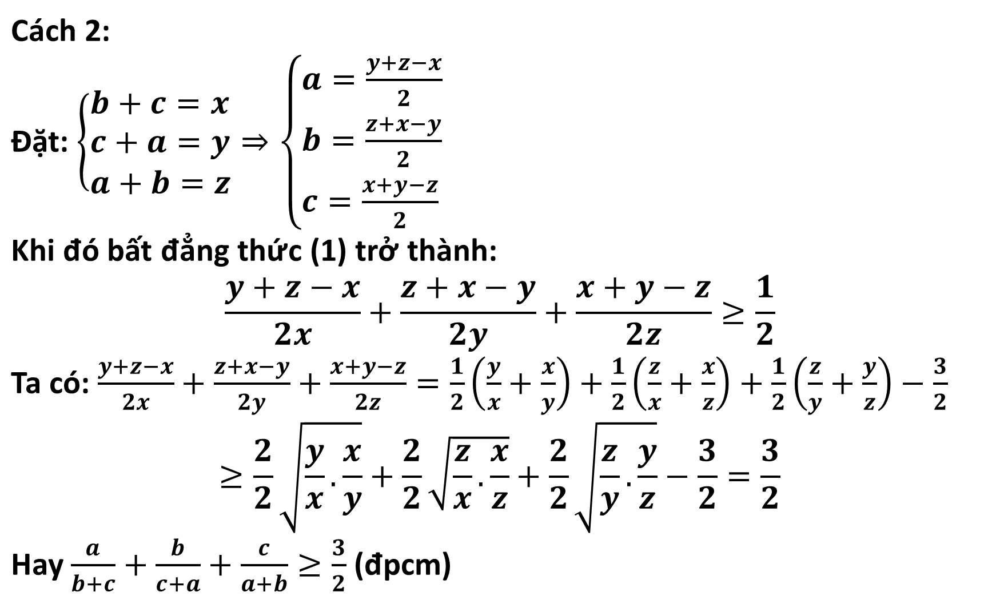 Cách 2:
Đặt: $\begin{cases} b + c = x \\ c + a = y \\ a + b = z \end{cases} \Rightarrow \begin{cases} a = \frac{y+z-x}{2} \\ b = \frac{z+x-y}{2} \\ c = \frac{x+y-z}{2} \end{cases}$
Khi đó bất đẳng thức (1) trở thành:
$\frac{y+z-x}{2x} + \frac{z+x-y}{2y} + \frac{x+y-z}{2z} \geq \frac{1}{2}$
Ta có: $\frac{y+z-x}{2x} + \frac{z+x-y}{2y} + \frac{x+y-z}{2z} = \frac{1}{2}\left(\frac{y}{x} + \frac{x}{y}\right) + \frac{1}{2}\left(\frac{z}{x} + \frac{x}{z}\right) + \frac{1}{2}\left(\frac{z}{y} + \frac{y}{z}\right) - \frac{3}{2}$
$\geq \frac{2}{2}\sqrt{\frac{y}{x}.\frac{x}{y}} + \frac{2}{2}\sqrt{\frac{z}{x}.\frac{x}{z}} + \frac{2}{2}\sqrt{\frac{z}{y}.\frac{y}{z}} - \frac{3}{2} = \frac{3}{2}$
Hay $\frac{a}{b+c} + \frac{b}{c+a} + \frac{c}{a+b} \geq \frac{3}{2}$ (đpcm)